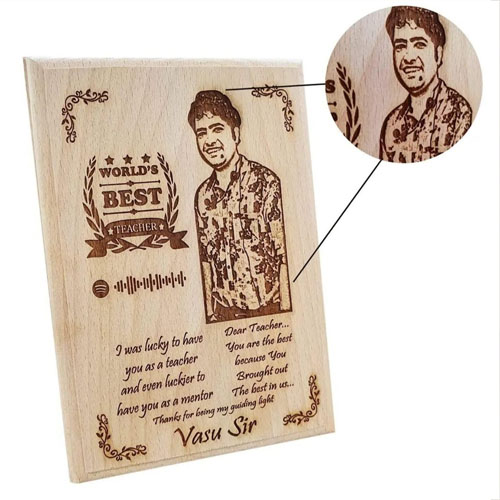 WORLD'S
BEST
TEACHER
I was lucky to have
you as a teacher
and even luckier to
have you as a mentor
Dear Teacher...
You are the best
because You
Brought out
The best in us...
Thanks for being my guiding light
Vasu Sir